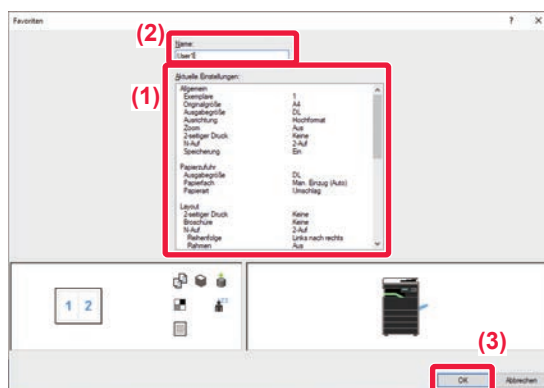 Favoriten ? X
(2)
Name:
User1
(1)
Aktuelle Einstellungen:
Allgemein
Exemplare 1
Originalgröße A4
Ausgabegröße DL
Ausrichtung Hochformat
Zoom Aus
2-seitiger Druck Keine
N-Auf 2-Auf
Speicherung Ein
Papierzufuhr
Ausgabegröße DL
Papierfach Man. Einzug (Auto)
Papierart Umschlag
Layout
2-seitiger Druck Keine
Broschüre Keine
N-Auf 2-Auf
Reihenfolge Links nach rechts
Rahmen Aus
1 2
(3)
OK Abbrechen